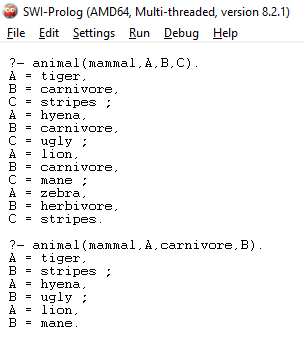 SWI-Prolog (AMD64, Multi-threaded, version 8.2.1)
File Edit Settings Run Debug Help
?- animal(mammal,A,B,C).
A = tiger,
B = carnivore,
C = stripes ;
A = hyena,
B = carnivore,
C = ugly ;
A = lion,
B = carnivore,
C = mane ;
A = zebra,
B = herbivore,
C = stripes.
?- animal(mammal,A,carnivore,B).
A = tiger,
B = stripes ;
A = hyena,
B = ugly ;
A = lion,
B = mane.